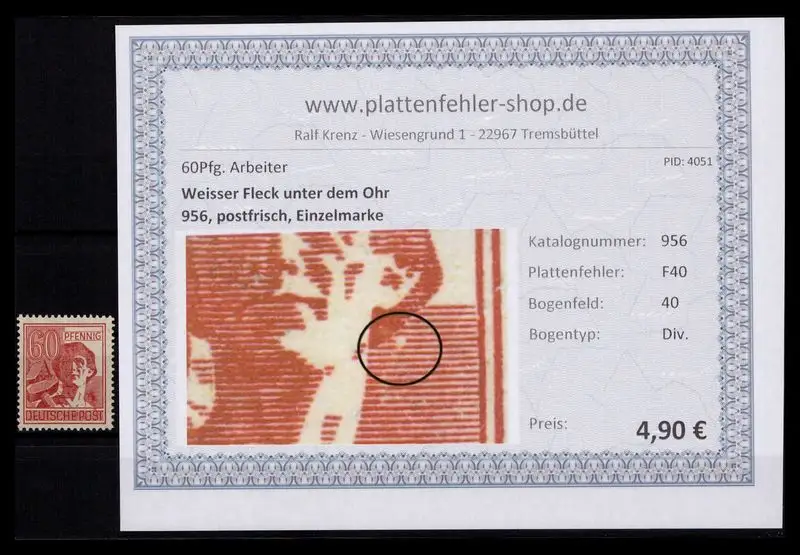 www.plattenfehler-shop.de
Ralf Krenz - Wiesengrund 1 - 22967 Tremsbüttel
60Pfg. Arbeiter
PID: 4051
Weisser Fleck unter dem Ohr
956, postfrisch, Einzelmarke
Katalognummer: 956
Plattenfehler: F40
Bogenfeld: 40
Bogentyp: Div.
Preis: 4,90 €
60 PFENNIG
DEUTSCHE POST